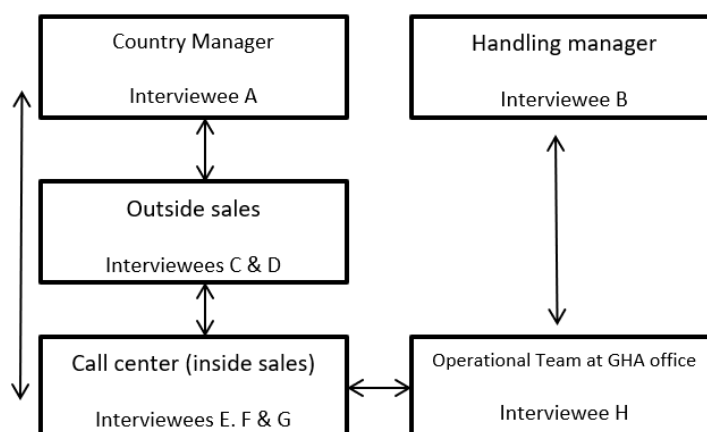 Country Manager
Interviewee A
Handling manager
Interviewee B
Outside sales
Interviewees C & D
Call center (inside sales)
Interviewees E. F & G
Operational Team at GHA office
Interviewee H